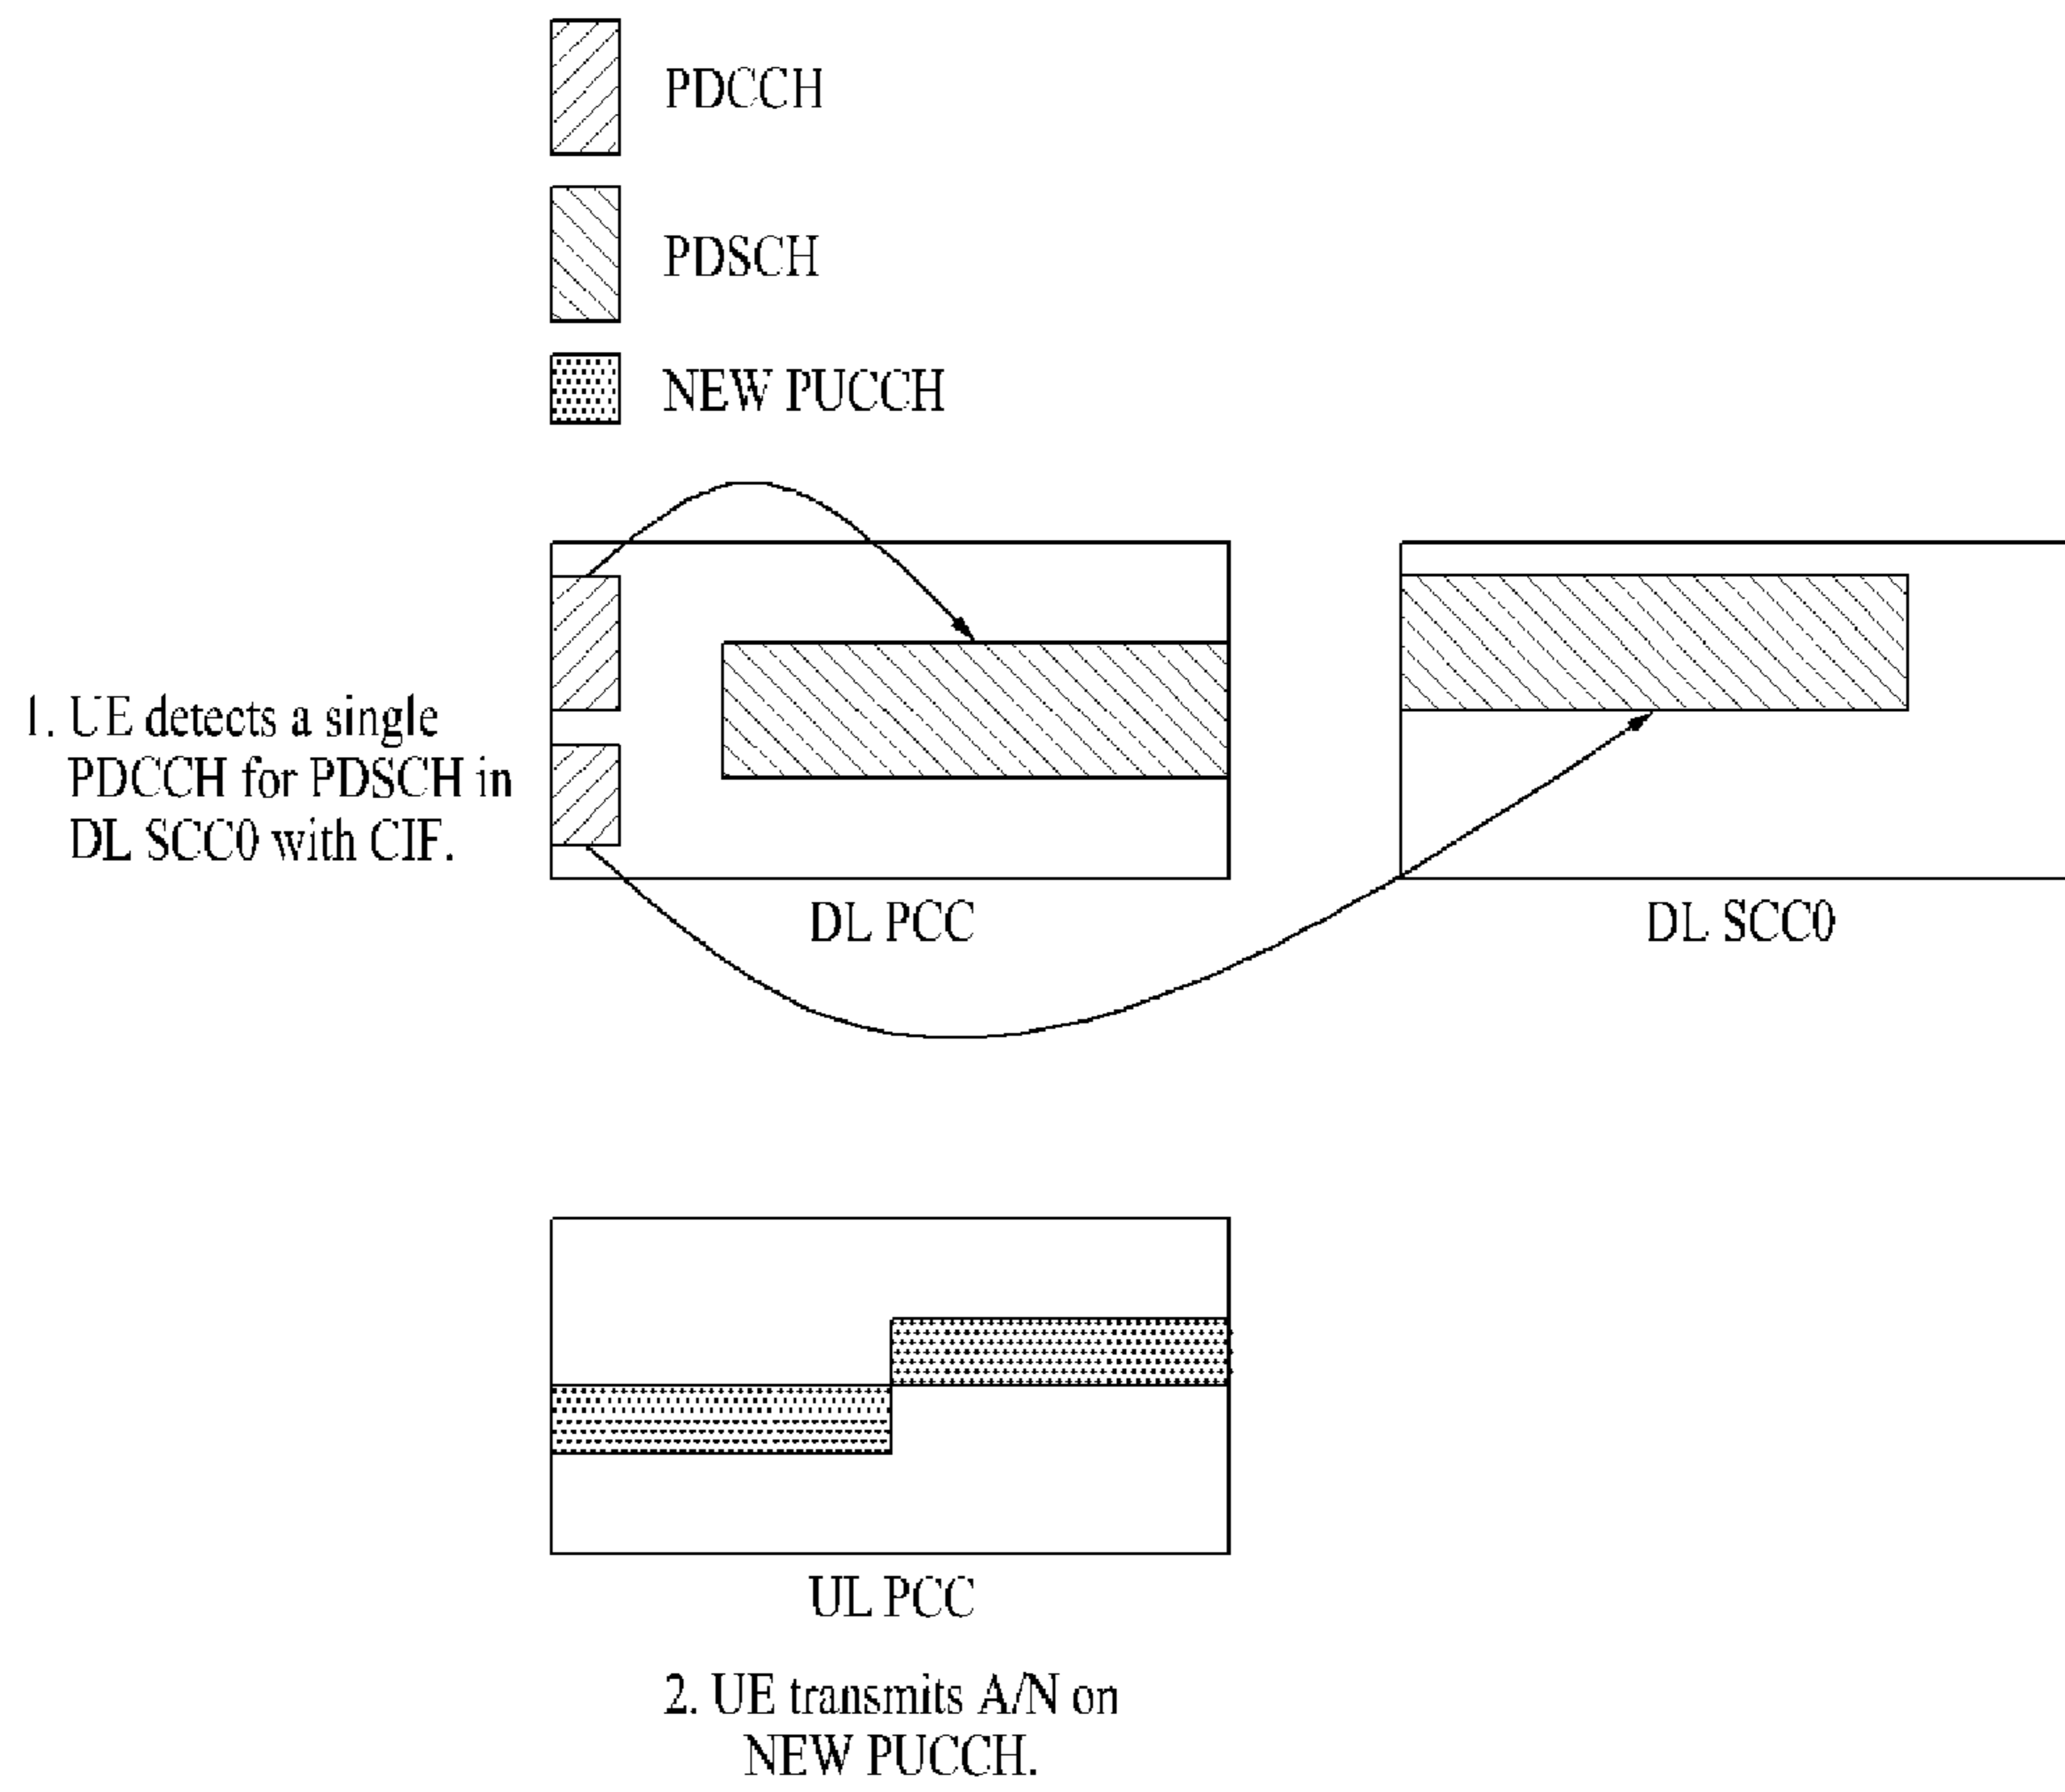 PDCCH
PDSCH
NEW PUCCH
1. UE detects a single
PDCCH for PDSCH in
DL SCC0 with CIF.
DL PCC
DL SCC0
UL PCC
2. UE transmits A/N on
NEW PUCCH.